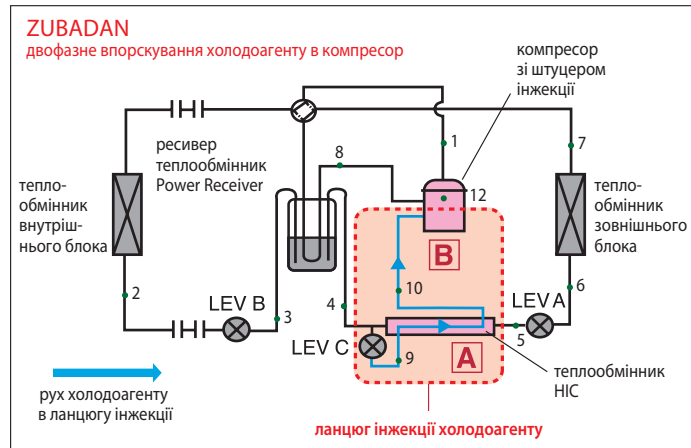 ZUBADAN
двофазне впорскування холодоагенту в компресор
компресор
зі штуцером
інжекції
ресивер
теплообмінник
Power Receiver
1
7
8
12
тепло-
обмінник
внутріш-
нього блока
тепло-
обмінник
зовнішнього
блока
B
2
LEV B
3
4
10
LEV A
6
5
LEV C
9
A
теплообмінник
HIC
рух холодоагенту
в ланцюгу інжекції
ланцюг інжекції холодоагенту